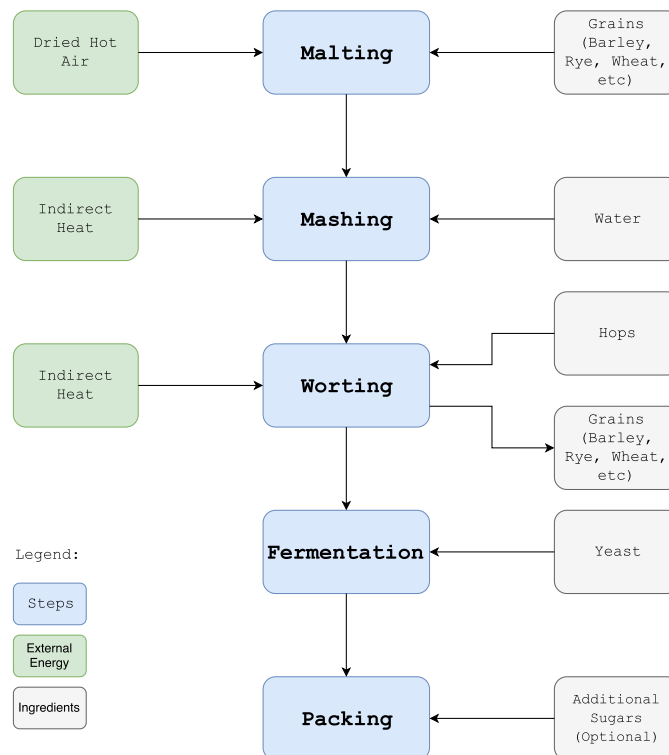 Dried Hot
Air
Malting
Grains
(Barley,
Rye, Wheat,
etc)
Indirect
Heat
Mashing
Water
Hops
Indirect
Heat
Worting
Grains
(Barley,
Rye, Wheat,
etc)
Fermentation
Yeast
Legend:
Steps
External
Energy
Ingredients
Packing
Additional
Sugars
(Optional)